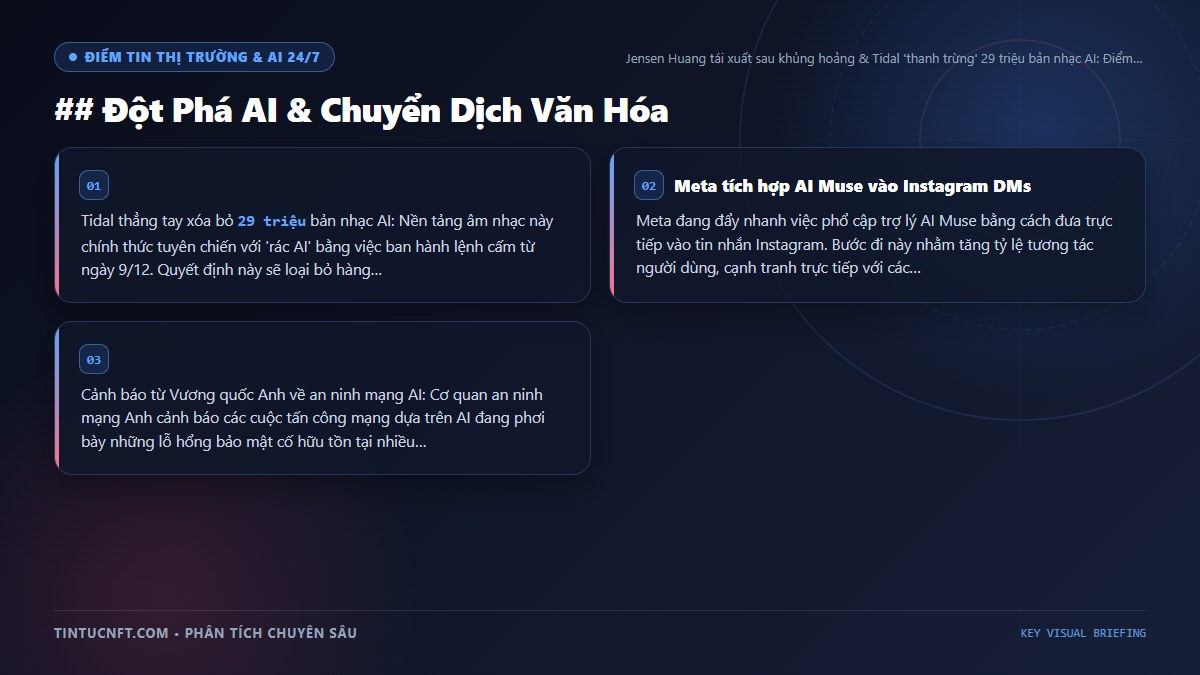 ĐIỂM TIN THỊ TRƯỜNG & AI 24/7
Jensen Huang tái xuất sau khủng hoảng & Tidal 'thanh trừng' 29 triệu bản nhạc AI: Điểm...
## Đột Phá AI & Chuyển Dịch Văn Hóa
01
Tidal thẳng tay xóa bỏ 29 triệu bản nhạc AI: Nền tảng âm nhạc này
chính thức tuyên chiến với 'rác AI' bằng việc ban hành lệnh cấm từ
ngày 9/12. Quyết định này sẽ loại bỏ hàng...
02 Meta tích hợp AI Muse vào Instagram DMs
Meta đang đẩy nhanh việc phổ cập trợ lý AI Muse bằng cách đưa trực
tiếp vào tin nhắn Instagram. Bước đi này nhằm tăng tỷ lệ tương tác
người dùng, cạnh tranh trực tiếp với các...
03
Cảnh báo từ Vương quốc Anh về an ninh mạng AI: Cơ quan an ninh
mạng Anh cảnh báo các cuộc tấn công mạng dựa trên AI đang phơi
bày những lỗ hổng bảo mật cố hữu tồn tại nhiều...
TINTUCNFT.COM • PHÂN TÍCH CHUYÊN SÂU
KEY VISUAL BRIEFING